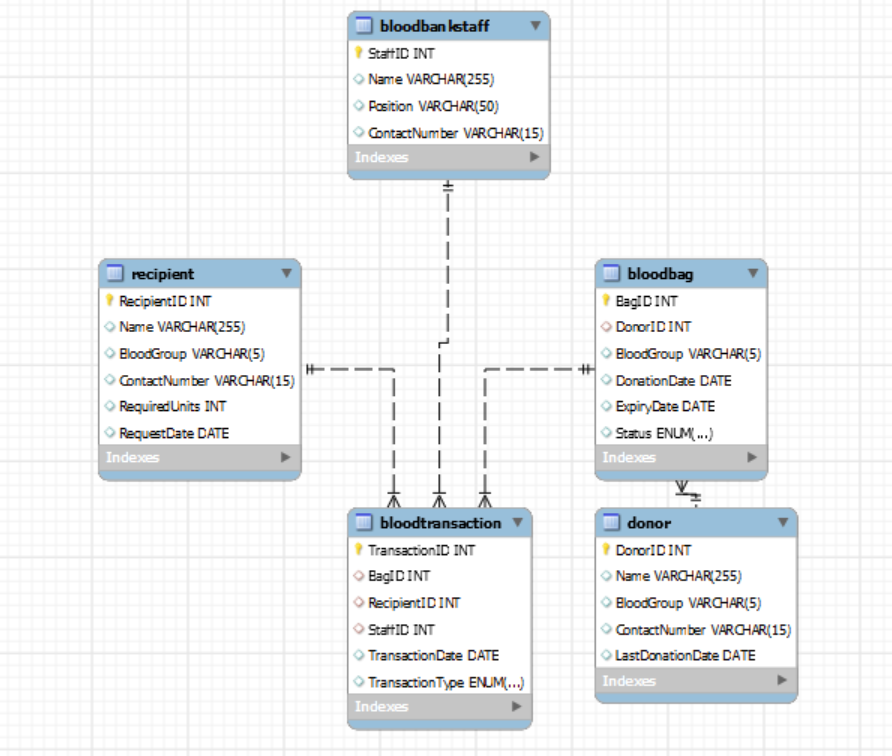 bloodbankstaff
StaffID INT
Name VARCHAR(255)
Position VARCHAR(50)
ContactNumber VARCHAR(15)
Indexes
recipient
RecipientID INT
Name VARCHAR(255)
BloodGroup VARCHAR(5)
ContactNumber VARCHAR(15)
RequiredUnits INT
RequestDate DATE
Indexes
bloodbag
BagID INT
DonorID INT
BloodGroup VARCHAR(5)
DonationDate DATE
ExpiryDate DATE
Status ENUM(...)
Indexes
bloodtransaction
TransactionID INT
BagID INT
RecipientID INT
StaffID INT
TransactionDate DATE
TransactionType ENUM(...)
Indexes
donor
DonorID INT
Name VARCHAR(255)
BloodGroup VARCHAR(5)
ContactNumber VARCHAR(15)
LastDonationDate DATE
Indexes